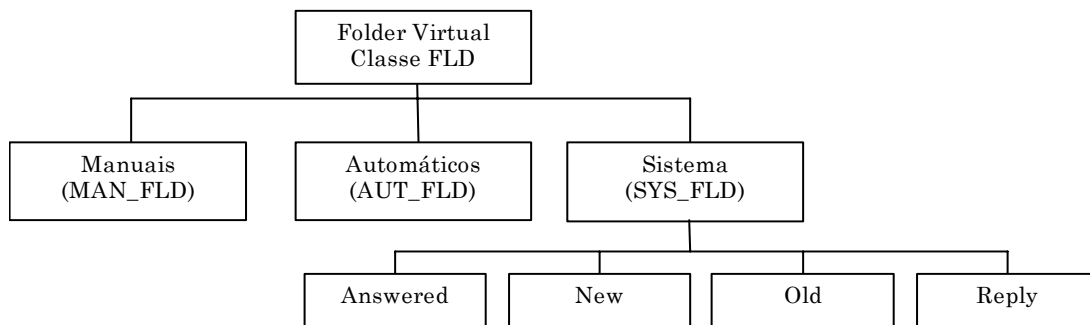 Folder Virtual
Classe FLD
Manuais
(MAN_FLD)
Automáticos
(AUT_FLD)
Sistema
(SYS_FLD)
Answered
New
Old
Reply